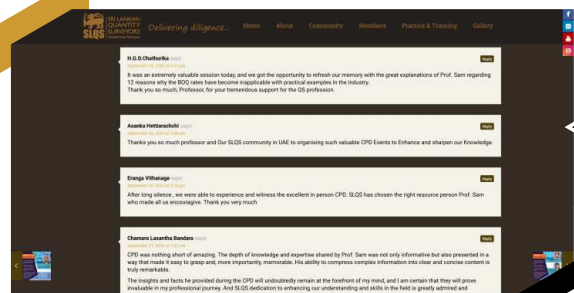 SRI LANKAN
QUANTITY
SURVEYORS
SLQS
Delivering diligence...
Home About Community Members Practice & Training Gallery
H.G.D.Chathurika says:
Reply
It was an extremely valuable session today, and we got the opportunity to refresh our memory with the great explanations of Prof. Sam regarding
12 reasons why the BOQ rates have become inapplicable with practical examples in the industry.
Thank you so much, Professor, for your tremendous support for the QS profession.
Asanka Hettiarachchi says:
Reply
Thanks you so much professor and Our SLQS community in UAE to organising such valuable CPD Events to Enhance and sharpen our Knowledge.
Eranga Vithanage says:
Reply
After long silence , we were able to experience and witness the excellent in person CPD. SLQS has chosen the right resource person Prof. Sam
who made all us encouragive. Thank you very much
Chamara Lasantha Bandara says:
Reply
CPD was nothing short of amazing. The depth of knowledge and expertise shared by Prof. Sam was not only informative but also presented in a
way that made it easy to grasp and, more importantly, memorable. His ability to compress complex information into clear and concise content is
truly remarkable.
The insights and facts he provided during the CPD will undoubtedly remain at the forefront of my mind, and I am certain that they will prove
invaluable in my professional journey. And SLQS dedication to enhancing our understanding and skills in the field is greatly admired and